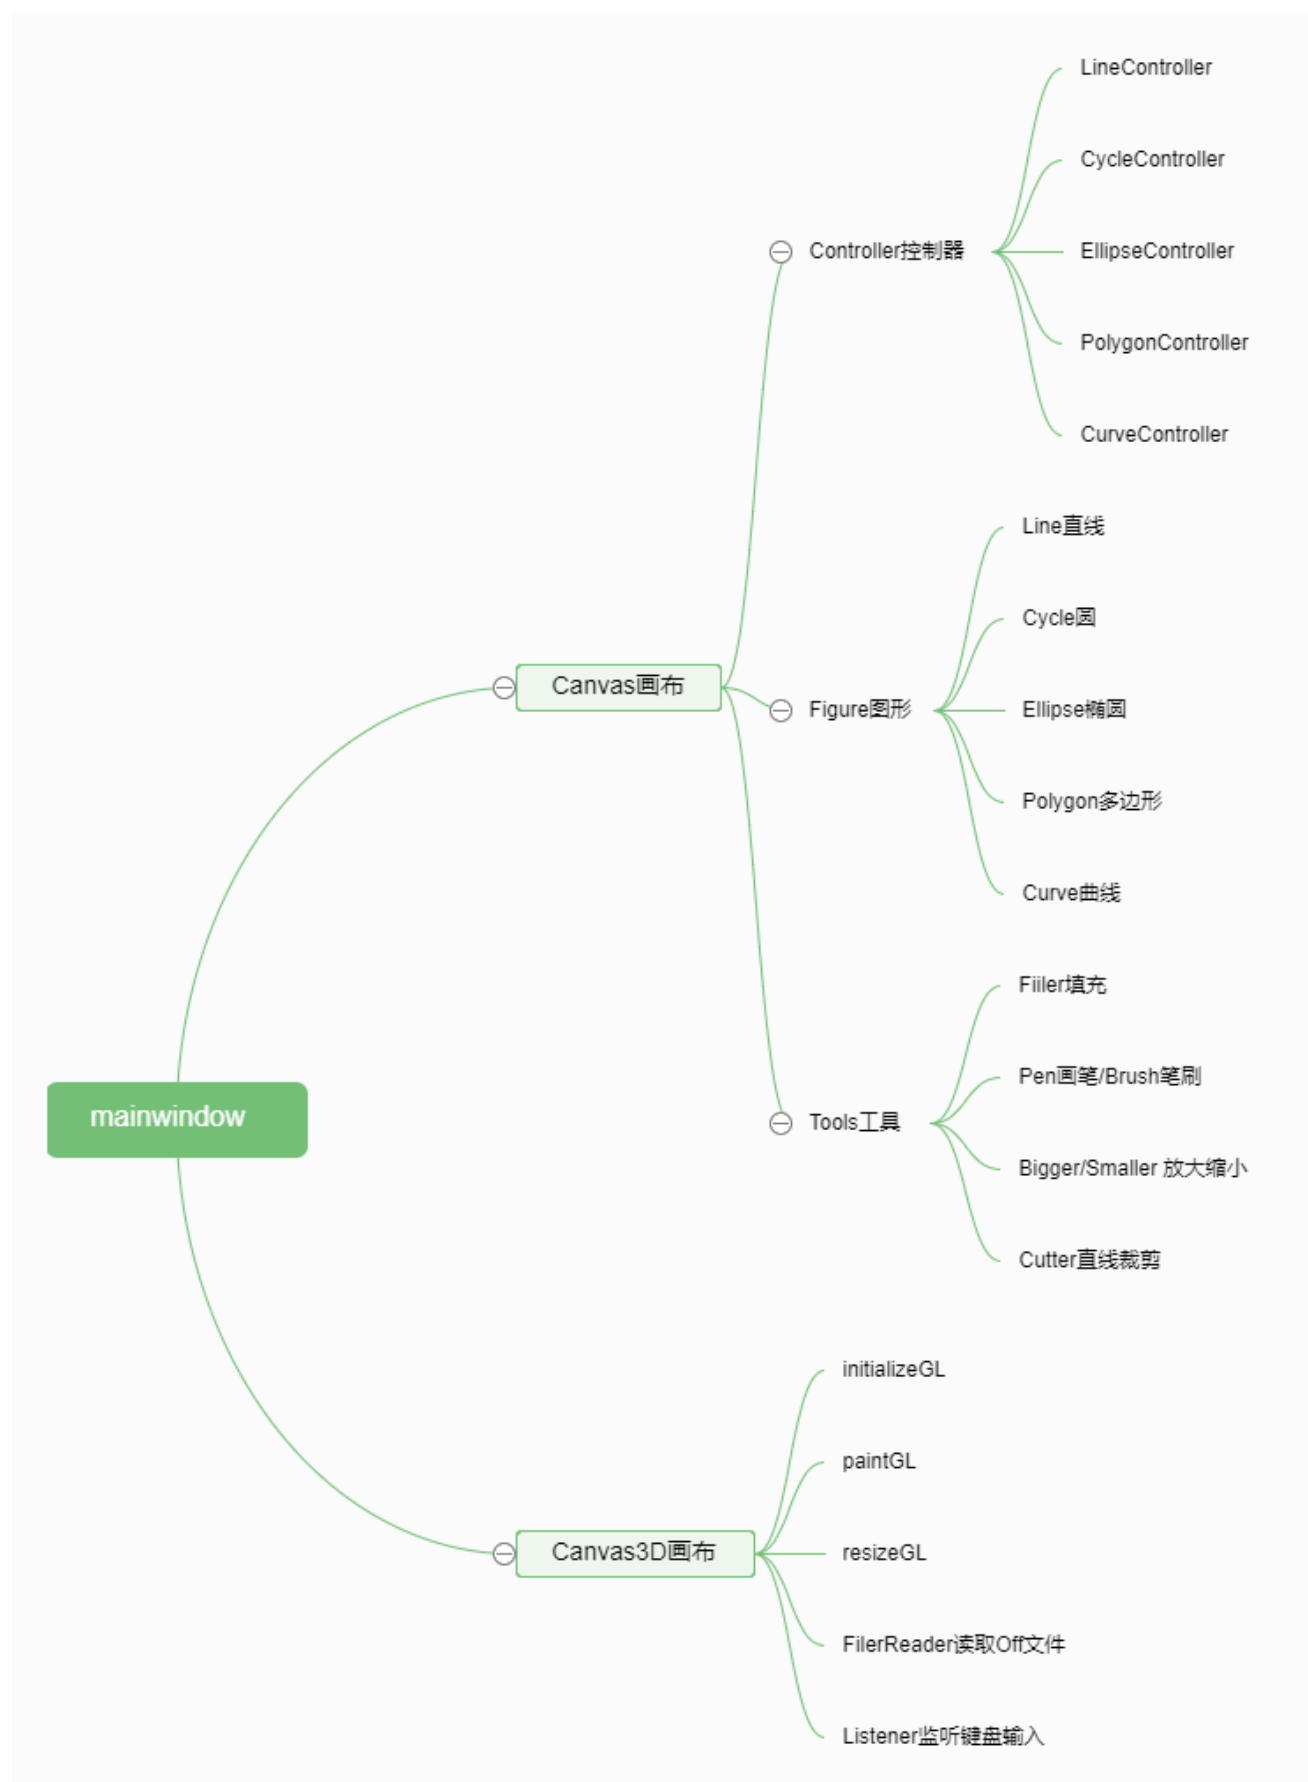 LineController
CycleController
Controller控制器
EllipseController
PolygonController
CurveController
Line直线
Cycle圆
Canvas画布
Figure图形
Ellipse椭圆
Polygon多边形
Curve曲线
Fiiler填充
Pen画笔/Brush笔刷
mainwindow
Tools工具
Bigger/Smaller 放大缩小
Cutter直线裁剪
initializeGL
paintGL
Canvas3D画布
resizeGL
FilerReader读取Off文件
Listener监听键盘输入